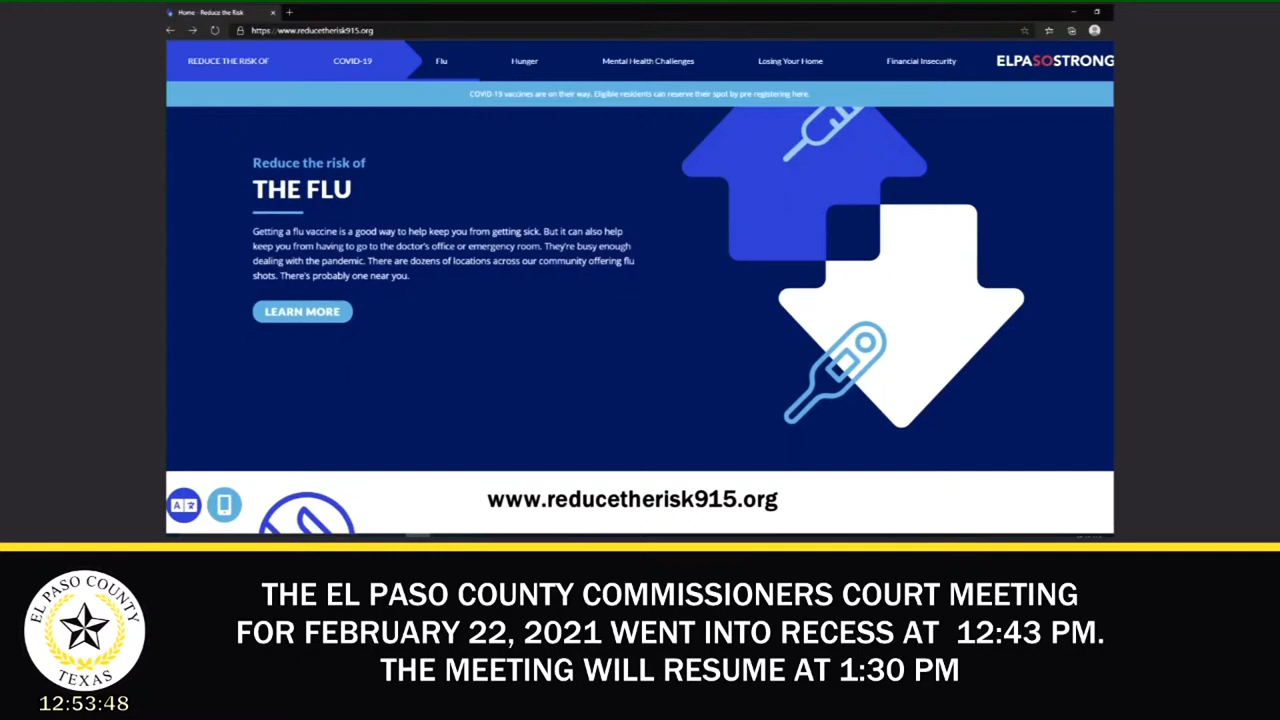 Home - Reduce the Risk
https://www.reducetherisk915.org
REDUCE THE RISK OF COVID-19 Flu Hunger Mental Health Challenges Losing Your Home Financial Insecurity ELPASOSTRONG
COVID-19 vaccines are on their way. Eligible residents can reserve their spot by pre-registering here.
Reduce the risk of
THE FLU
Getting a flu vaccine is a good way to help keep you from getting sick. But it can also help
keep you from having to go to the doctor's office or emergency room. They're busy enough
dealing with the pandemic. There are dozens of locations across our community offering flu
shots. There's probably one near you.
LEARN MORE
www.reducetherisk915.org
EL PASO COUNTY
TEXAS
12:53:48
THE EL PASO COUNTY COMMISSIONERS COURT MEETING
FOR FEBRUARY 22, 2021 WENT INTO RECESS AT 12:43 PM.
THE MEETING WILL RESUME AT 1:30 PM